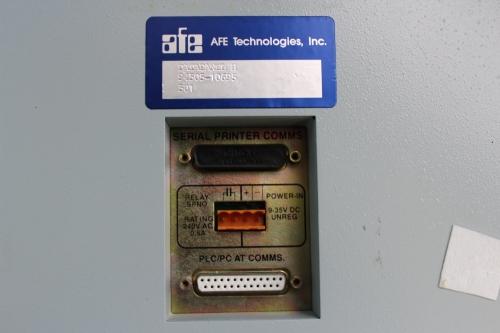 afe AFE Technologies, Inc.
SERIAL PRINTER COMMS
RELAY
SPNO
RATING
240V AC
0.5A
+ -
POWER-IN
9-35V DC
UNREG
PLC/PC AT COMMS.